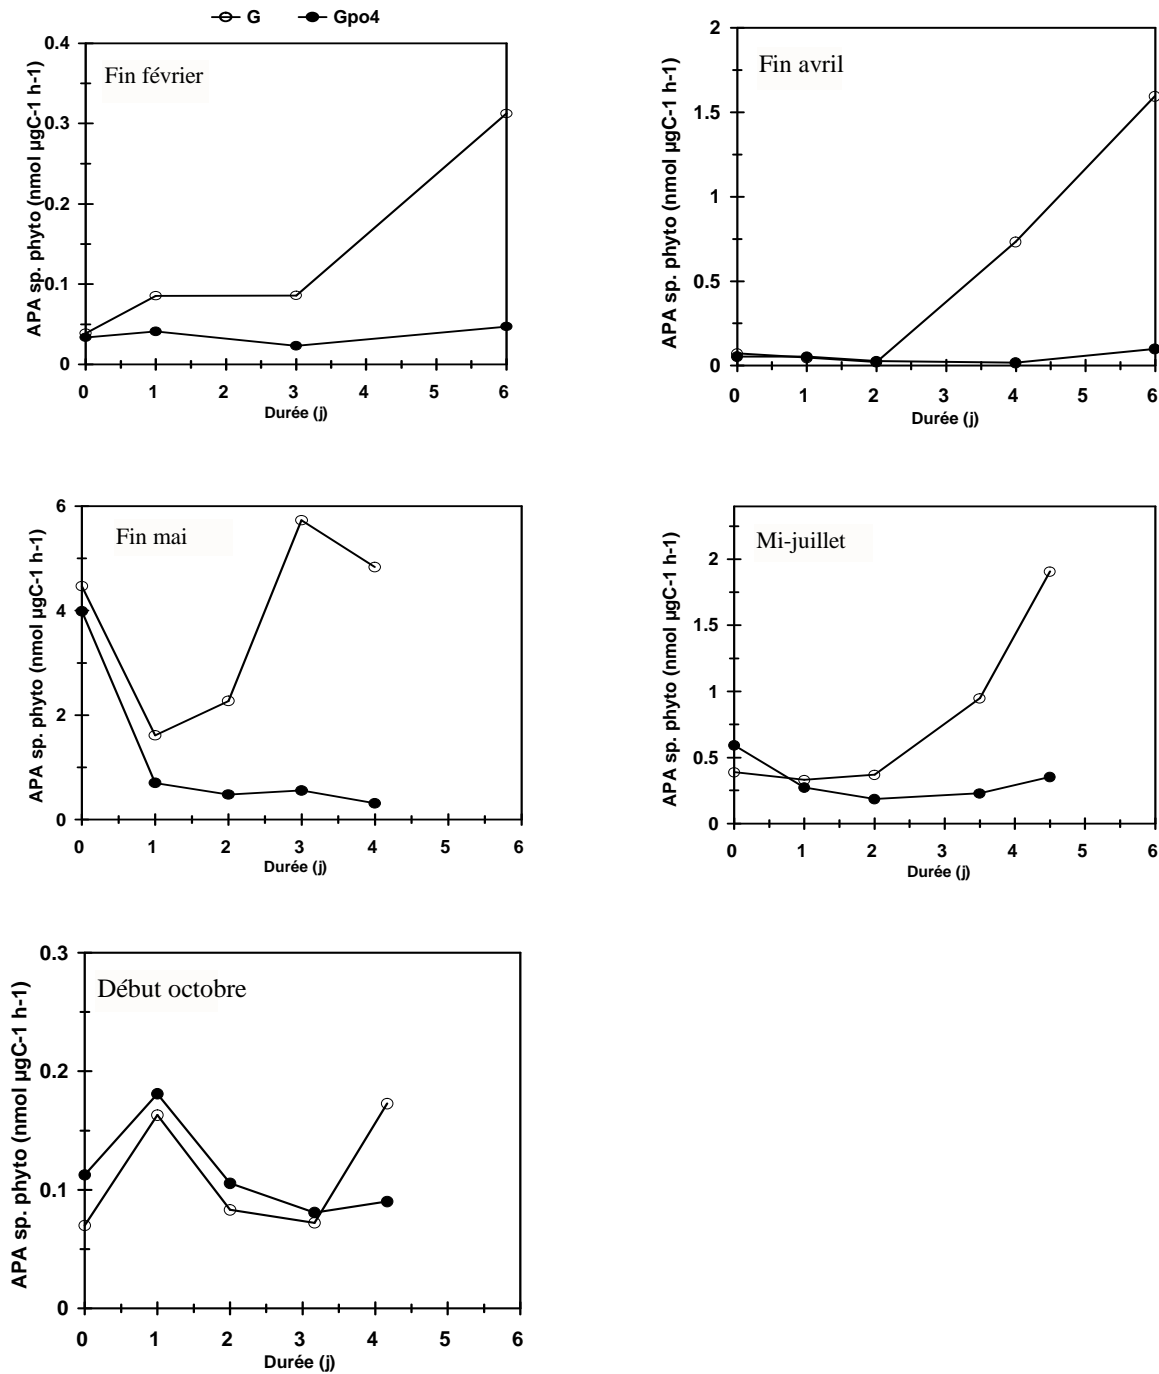 G Gpo4
Fin février
APA sp. phyto (nmol µgC-1 h-1)
0.4
0.3
0.2
0.1
0
0 1 2 3 4 5 6
Durée (j)
Fin avril
APA sp. phyto (nmol µgC-1 h-1)
2
1.5
1
0.5
0
0 1 2 3 4 5 6
Durée (j)
Fin mai
APA sp. phyto (nmol µgC-1 h-1)
6
4
2
0
0 1 2 3 4 5 6
Durée (j)
Mi-juillet
APA sp. phyto (nmol µgC-1 h-1)
2
1.5
1
0.5
0
0 1 2 3 4 5 6
Durée (j)
Début octobre
APA sp. phyto (nmol µgC-1 h-1)
0.3
0.2
0.1
0
0 1 2 3 4 5 6
Durée (j)